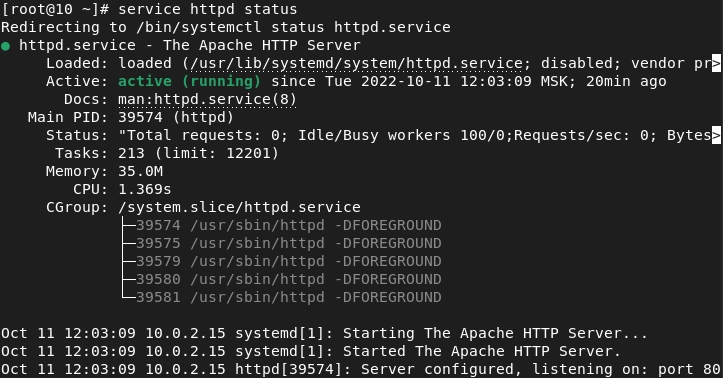 [root@10 ~]# service httpd status
Redirecting to /bin/systemctl status httpd.service
● httpd.service - The Apache HTTP Server
     Loaded: loaded (/usr/lib/systemd/system/httpd.service; disabled; vendor pr>
     Active: active (running) since Tue 2022-10-11 12:03:09 MSK; 20min ago
       Docs: man:httpd.service(8)
   Main PID: 39574 (httpd)
     Status: "Total requests: 0; Idle/Busy workers 100/0;Requests/sec: 0; Bytes>
      Tasks: 213 (limit: 12201)
     Memory: 35.0M
        CPU: 1.369s
     CGroup: /system.slice/httpd.service
             ├─39574 /usr/sbin/httpd -DFOREGROUND
             ├─39575 /usr/sbin/httpd -DFOREGROUND
             ├─39579 /usr/sbin/httpd -DFOREGROUND
             ├─39580 /usr/sbin/httpd -DFOREGROUND
             └─39581 /usr/sbin/httpd -DFOREGROUND
Oct 11 12:03:09 10.0.2.15 systemd[1]: Starting The Apache HTTP Server...
Oct 11 12:03:09 10.0.2.15 systemd[1]: Started The Apache HTTP Server.
Oct 11 12:03:09 10.0.2.15 httpd[39574]: Server configured, listening on: port 80